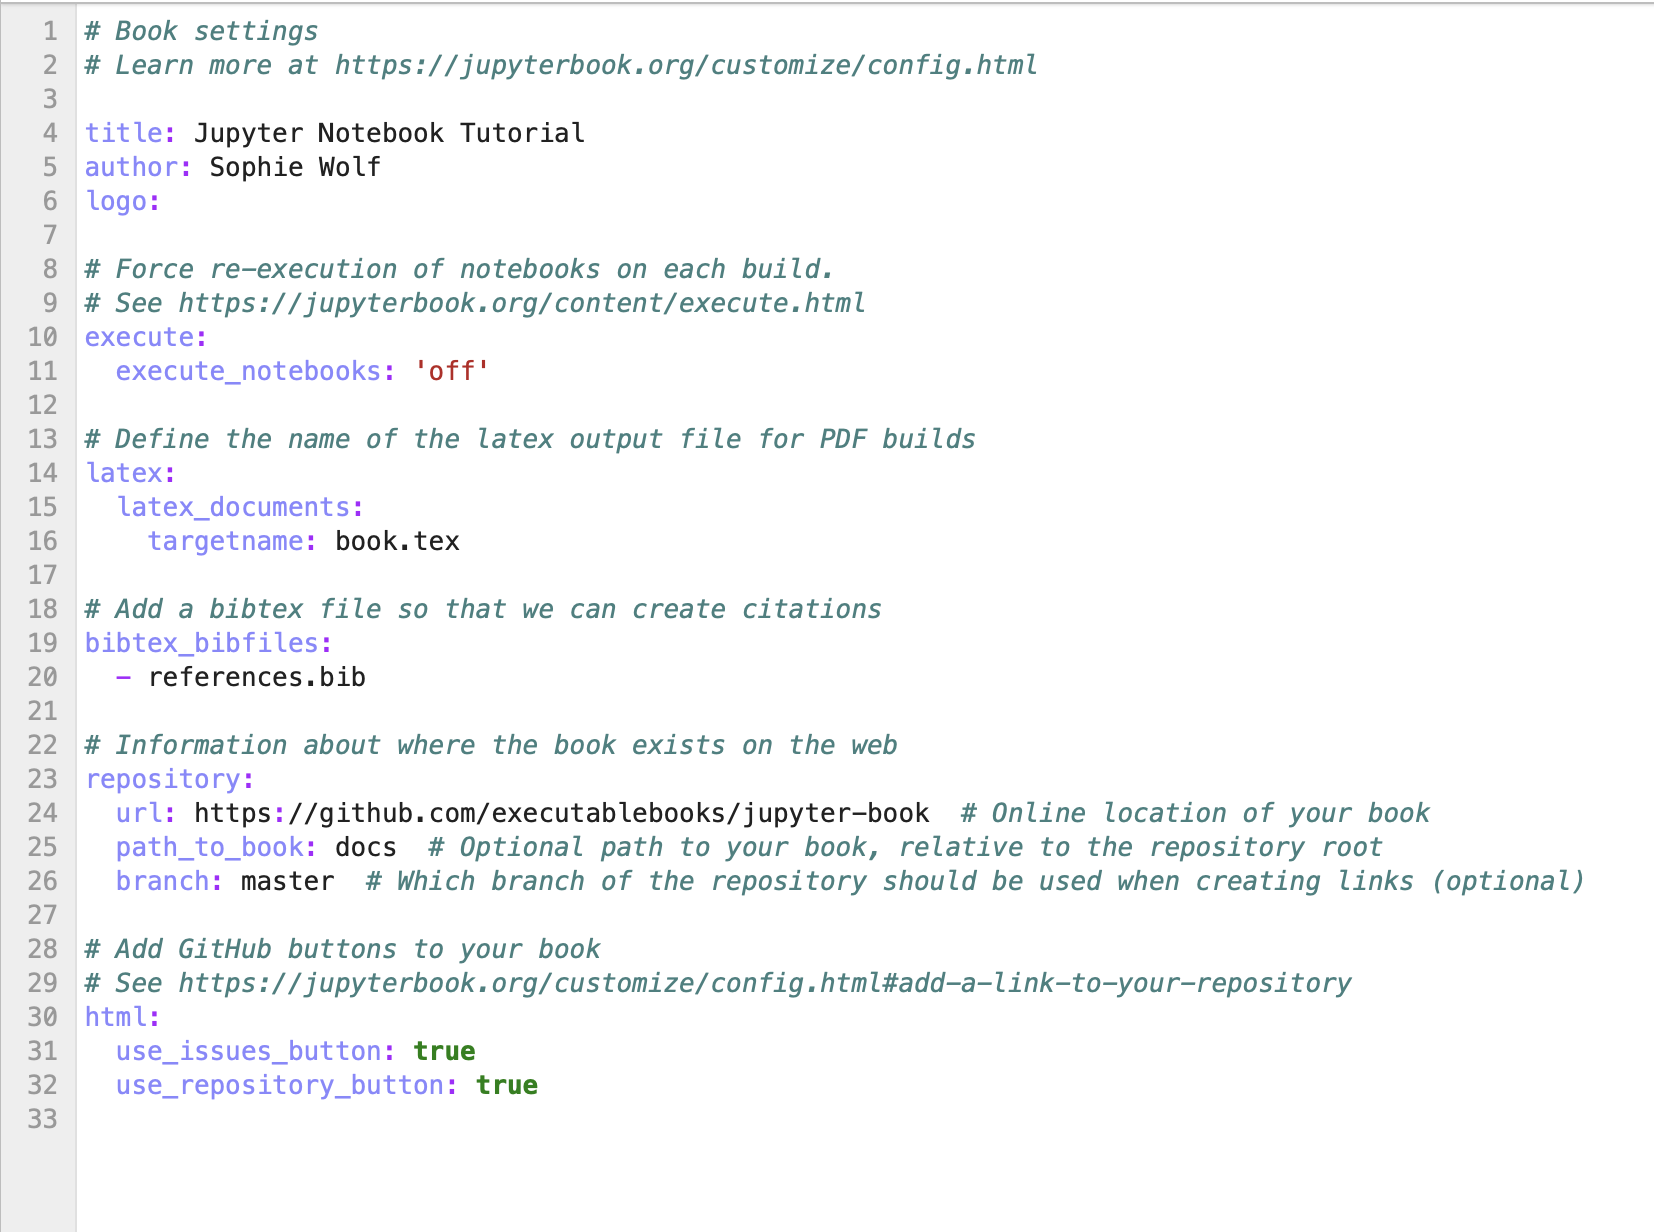 1 # Book settings
2 # Learn more at https://jupyterbook.org/customize/config.html
3
4 title: Jupyter Notebook Tutorial
5 author: Sophie Wolf
6 logo:
7
8 # Force re-execution of notebooks on each build.
9 # See https://jupyterbook.org/content/execute.html
10 execute:
11   execute_notebooks: 'off'
12
13 # Define the name of the latex output file for PDF builds
14 latex:
15   latex_documents:
16     targetname: book.tex
17
18 # Add a bibtex file so that we can create citations
19 bibtex_bibfiles:
20   - references.bib
21
22 # Information about where the book exists on the web
23 repository:
24   url: https://github.com/executablebooks/jupyter-book  # Online location of your book
25   path_to_book: docs  # Optional path to your book, relative to the repository root
26   branch: master  # Which branch of the repository should be used when creating links (optional)
27
28 # Add GitHub buttons to your book
29 # See https://jupyterbook.org/customize/config.html#add-a-link-to-your-repository
30 html:
31   use_issues_button: true
32   use_repository_button: true
33